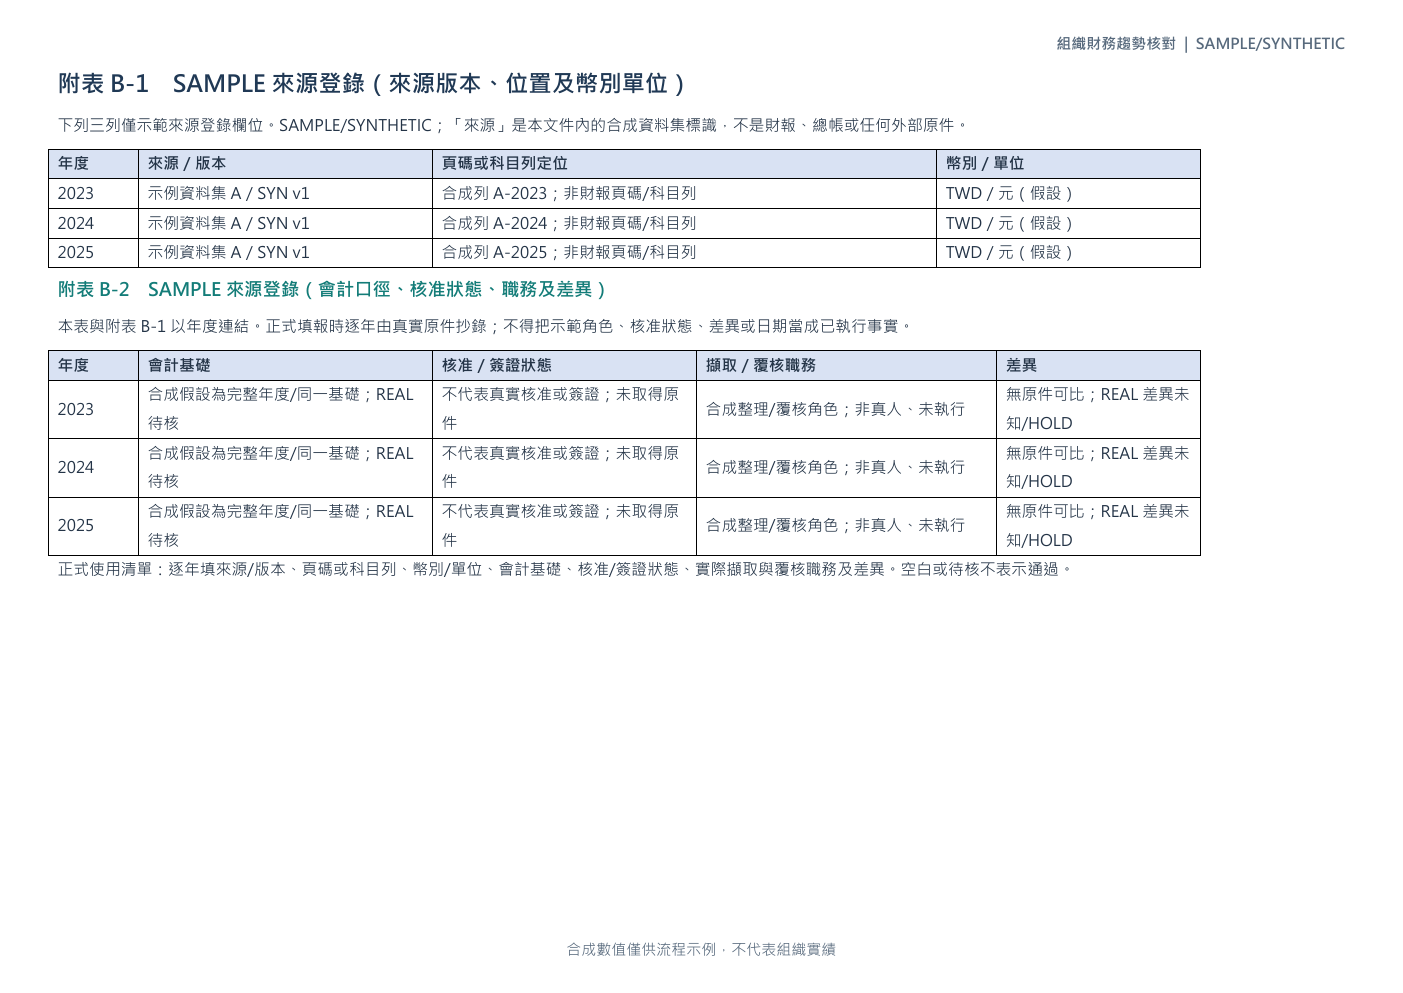 組織財務趨勢核對｜SAMPLE/SYNTHETIC
附表 B-1　SAMPLE 來源登錄（來源版本、位置及幣別單位）
下列三列僅示範來源登錄欄位。SAMPLE/SYNTHETIC；「來源」是本文件內的合成資料集標識，不是財報、總帳或任何外部原件。
年度 來源 / 版本 頁碼或科目列定位 幣別 / 單位
2023 示例資料集 A / SYN v1 合成列 A-2023；非財報頁碼/科目列 TWD / 元（假設）
2024 示例資料集 A / SYN v1 合成列 A-2024；非財報頁碼/科目列 TWD / 元（假設）
2025 示例資料集 A / SYN v1 合成列 A-2025；非財報頁碼/科目列 TWD / 元（假設）
附表 B-2　SAMPLE 來源登錄（會計口徑、核准狀態、職務及差異）
本表與附表 B-1 以年度連結。正式填報時逐年由真實原件抄錄；不得把示範角色、核准狀態、差異或日期當成已執行事實。
年度 會計基礎 核准 / 簽證狀態 擷取 / 覆核職務 差異
2023 合成假設為完整年度/同一基礎；REAL 不代表真實核准或簽證；未取得原 合成整理/覆核角色；非真人、未執行 無原件可比；REAL 差異未
待核 件 知/HOLD
2024 合成假設為完整年度/同一基礎；REAL 不代表真實核准或簽證；未取得原 合成整理/覆核角色；非真人、未執行 無原件可比；REAL 差異未
待核 件 知/HOLD
2025 合成假設為完整年度/同一基礎；REAL 不代表真實核准或簽證；未取得原 合成整理/覆核角色；非真人、未執行 無原件可比；REAL 差異未
待核 件 知/HOLD
正式使用清單：逐年填來源/版本、頁碼或科目列、幣別/單位、會計基礎、核准/簽證狀態、實際擷取與覆核職務及差異。空白或待核不表示通過。
合成數值僅供流程示例，不代表組織實績